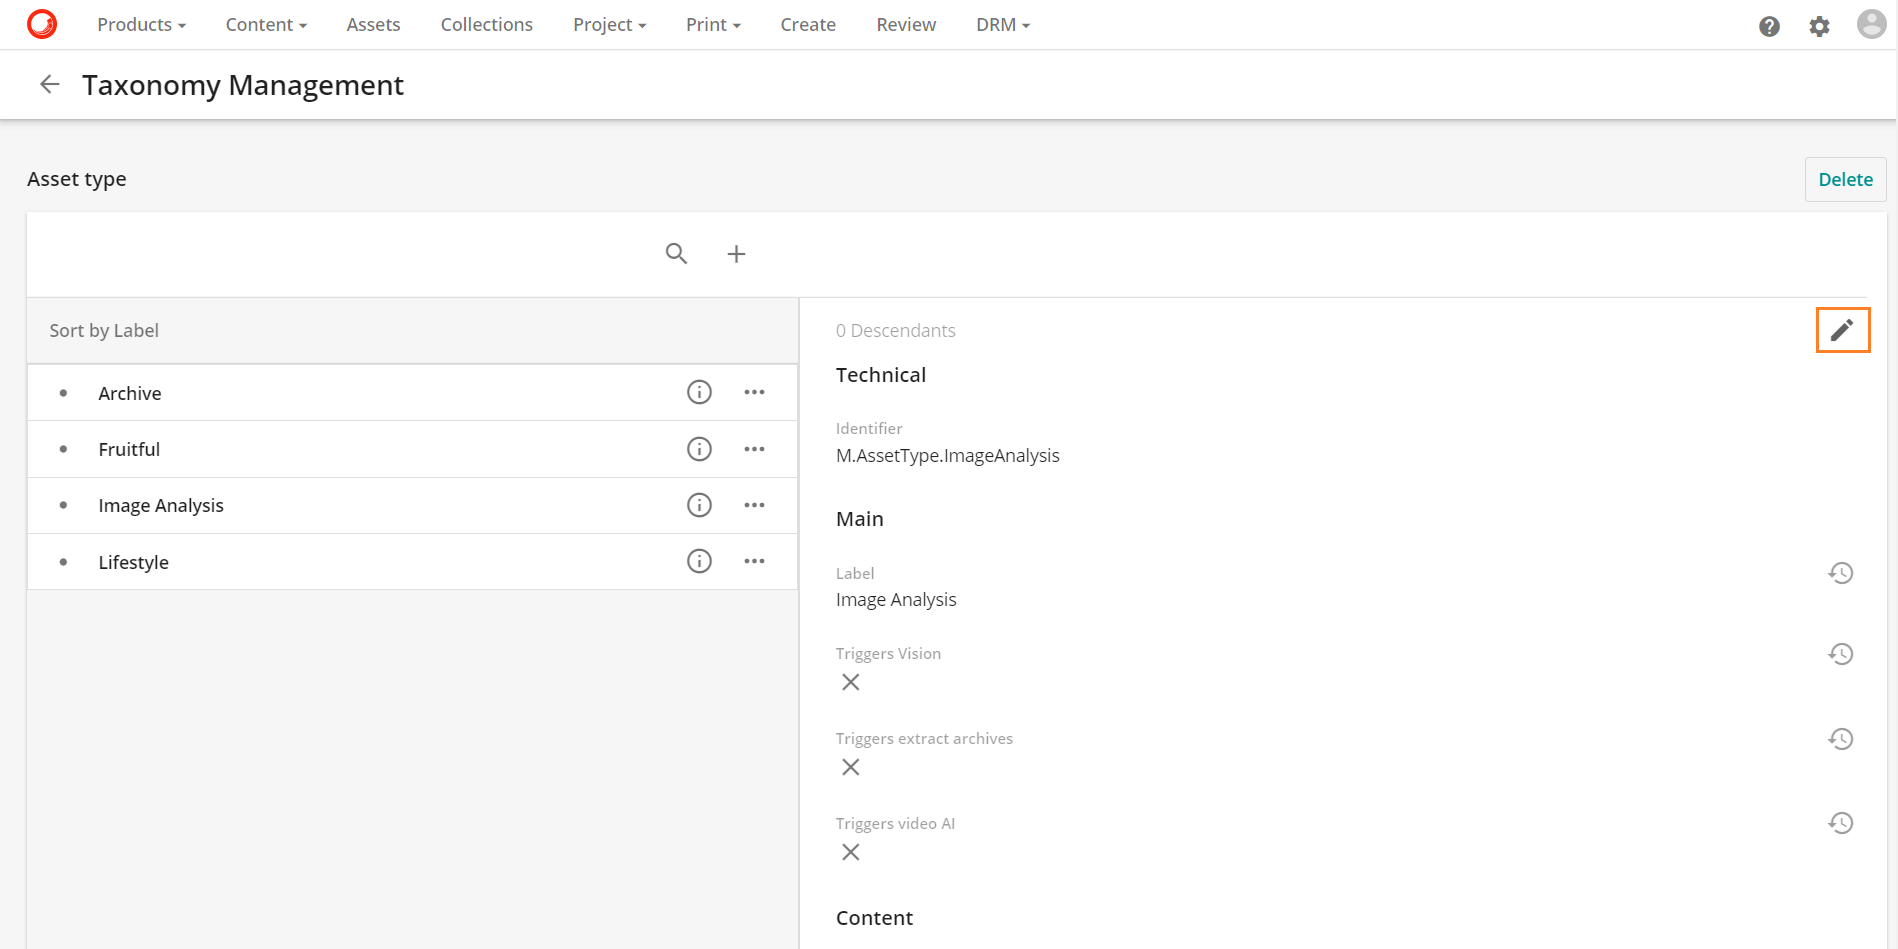 Products Content Assets Collections Project Print Create Review DRM
Taxonomy Management
Asset type
Delete
Sort by Label
Archive
Fruitful
Image Analysis
Lifestyle
0 Descendants
Technical
Identifier
M.AssetType.ImageAnalysis
Main
Label
Image Analysis
Triggers Vision
Triggers extract archives
Triggers video AI
Content